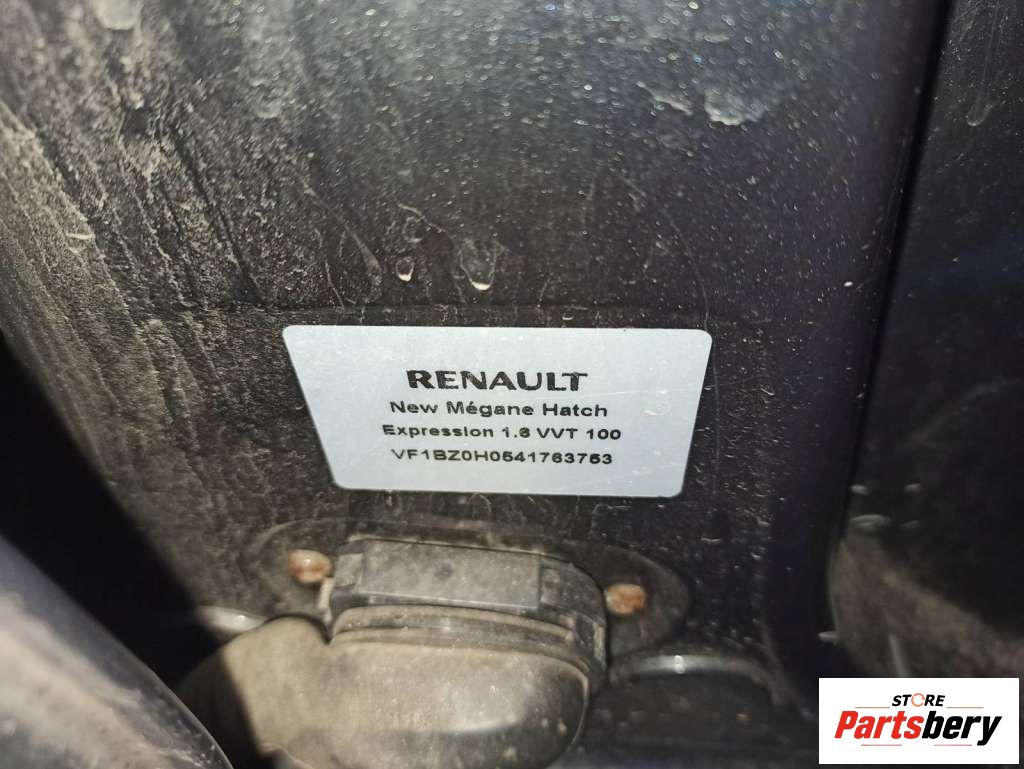 RENAULT
New Mégane Hatch
Expression 1.6 VVT 100
VF1BZ0H0541763753
STORE
Partsbery